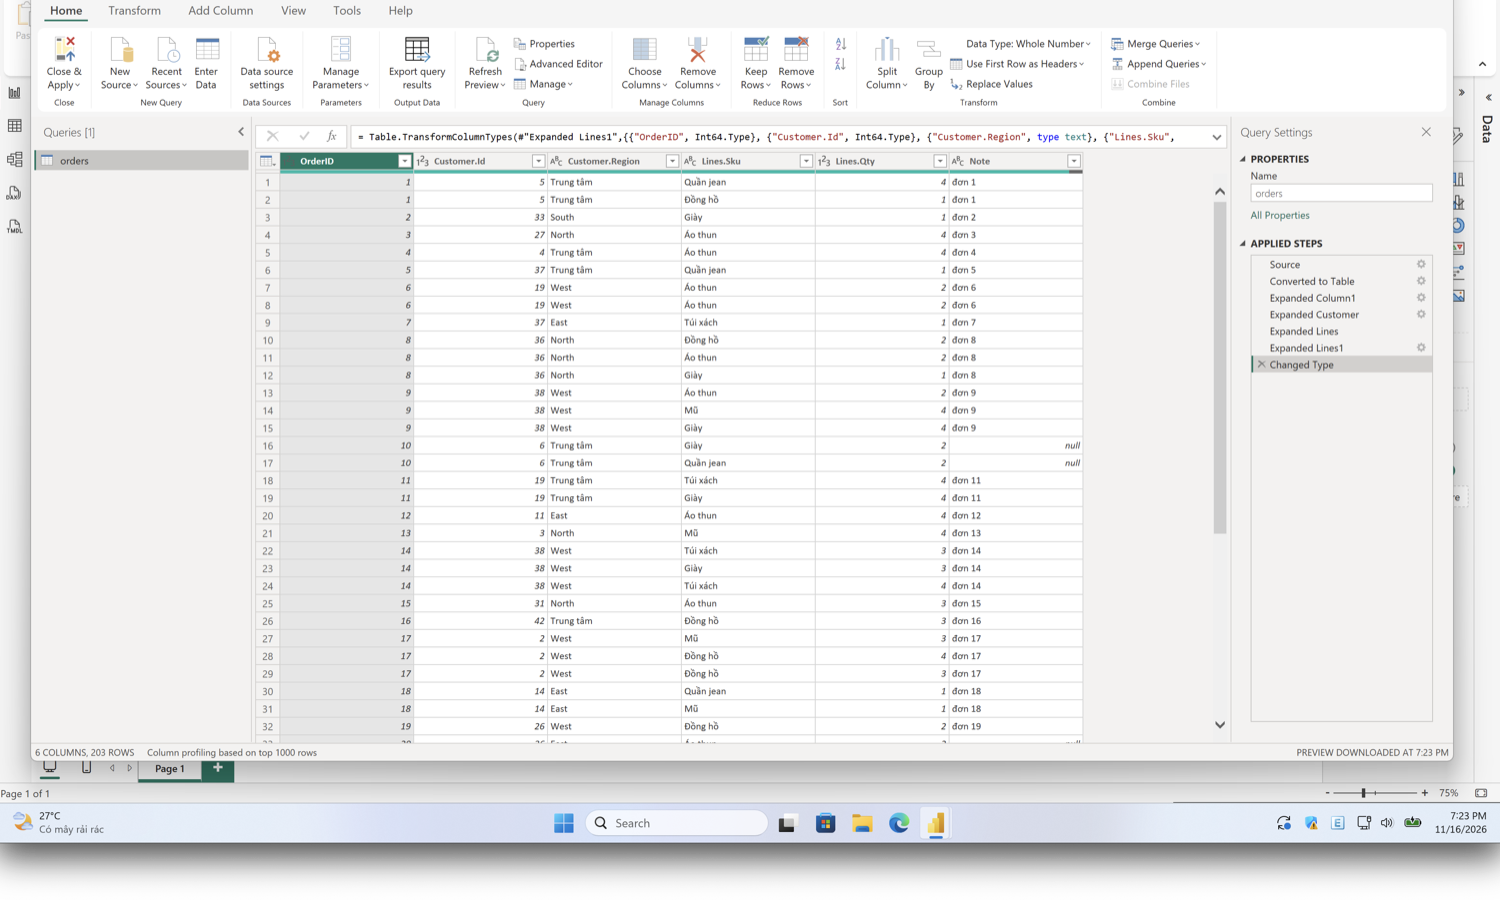 Home Transform Add Column View Tools Help
Pas
Close & Apply
New Source
Recent Sources
Enter Data
Data source settings
Manage Parameters
Export query results
Refresh Preview
Properties
Advanced Editor
Manage
Choose Columns
Remove Columns
Keep Rows
Remove Rows
Split Column
Group By
Data Type: Whole Number
Use First Row as Headers
Replace Values
Merge Queries
Append Queries
Combine Files
Close New Query Data Sources Parameters Output Data Query Manage Columns Reduce Rows Sort Transform Combine
Queries [1]
orders
fx = Table.TransformColumnTypes(#"Expanded Lines1",{{"OrderID", Int64.Type}, {"Customer.Id", Int64.Type}, {"Customer.Region", type text}, {"Lines.Sku",
OrderID 123 Customer.Id ABC Customer.Region ABC Lines.Sku 123 Lines.Qty ABC Note
1 1 5 Trung tâm Quần jean 4 đơn 1
2 1 5 Trung tâm Đồng hồ 1 đơn 1
3 2 33 South Giày 1 đơn 2
4 3 27 North Áo thun 4 đơn 3
5 4 4 Trung tâm Áo thun 4 đơn 4
6 5 37 Trung tâm Quần jean 1 đơn 5
7 6 19 West Áo thun 2 đơn 6
8 6 19 West Áo thun 2 đơn 6
9 7 37 East Túi xách 1 đơn 7
10 8 36 North Đồng hồ 2 đơn 8
11 8 36 North Áo thun 2 đơn 8
12 8 36 North Giày 1 đơn 8
13 9 38 West Áo thun 2 đơn 9
14 9 38 West Mũ 4 đơn 9
15 9 38 West Giày 4 đơn 9
16 10 6 Trung tâm Giày 2 null
17 10 6 Trung tâm Quần jean 2 null
18 11 19 Trung tâm Túi xách 4 đơn 11
19 11 19 Trung tâm Giày 4 đơn 11
20 12 11 East Áo thun 4 đơn 12
21 13 3 North Mũ 4 đơn 13
22 14 38 West Túi xách 3 đơn 14
23 14 38 West Giày 3 đơn 14
24 14 38 West Túi xách 4 đơn 14
25 15 31 North Áo thun 3 đơn 15
26 16 42 Trung tâm Đồng hồ 3 đơn 16
27 17 2 West Mũ 3 đơn 17
28 17 2 West Đồng hồ 4 đơn 17
29 17 2 West Đồng hồ 3 đơn 17
30 18 14 East Quần jean 1 đơn 18
31 18 14 East Mũ 1 đơn 18
32 19 26 West Đồng hồ 2 đơn 19
Query Settings
PROPERTIES
Name
orders
All Properties
APPLIED STEPS
Source
Converted to Table
Expanded Column1
Expanded Customer
Expanded Lines
Expanded Lines1
Changed Type
DAX
TMDL
Data
6 COLUMNS, 203 ROWS Column profiling based on top 1000 rows PREVIEW DOWNLOADED AT 7:23 PM
Page 1 +
Page 1 of 1 - + 75%
27°C
Có mây rải rác
Search
7:23 PM
11/16/2026